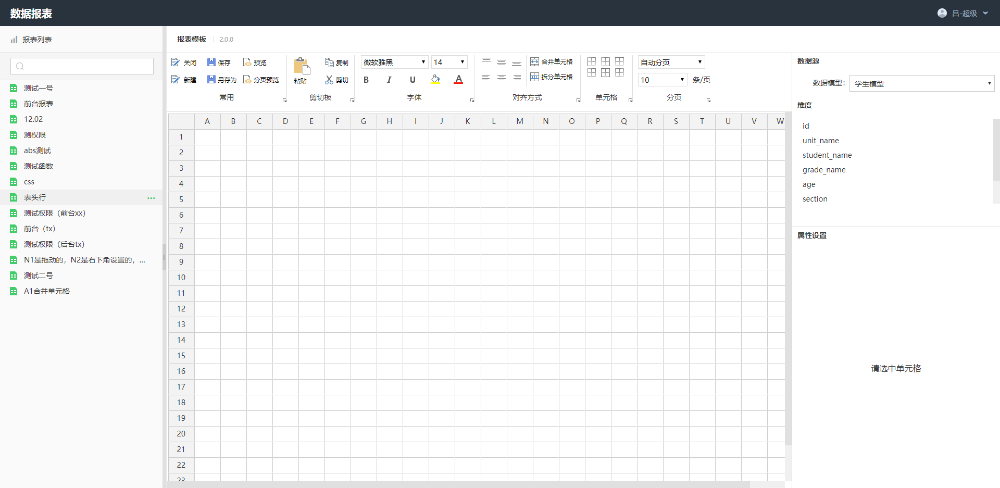 数据报表
吕-超级
报表列表
测试一号
前台报表
12.02
测权限
abs测试
测试函数
css
表头行
测试权限（前台xx）
前台（tx）
测试权限（后台tx）
N1是拖动的，N2是右下角设置的，...
测试二号
A1合并单元格
报表模板 2.0.0
关闭 保存 预览
新建 另存为 分页预览
常用
粘贴 复制 剪切
剪切板
微软雅黑 14
B I U A
字体
合并单元格
拆分单元格
对齐方式
单元格
自动分页
10 条/页
分页
A B C D E F G H I J K L M N O P Q R S T U V W
1
2
3
4
5
6
7
8
9
10
11
12
13
14
15
16
17
18
19
20
21
22
23
数据源
数据模型： 学生模型
维度
id
unit_name
student_name
grade_name
age
section
属性设置
请选中单元格